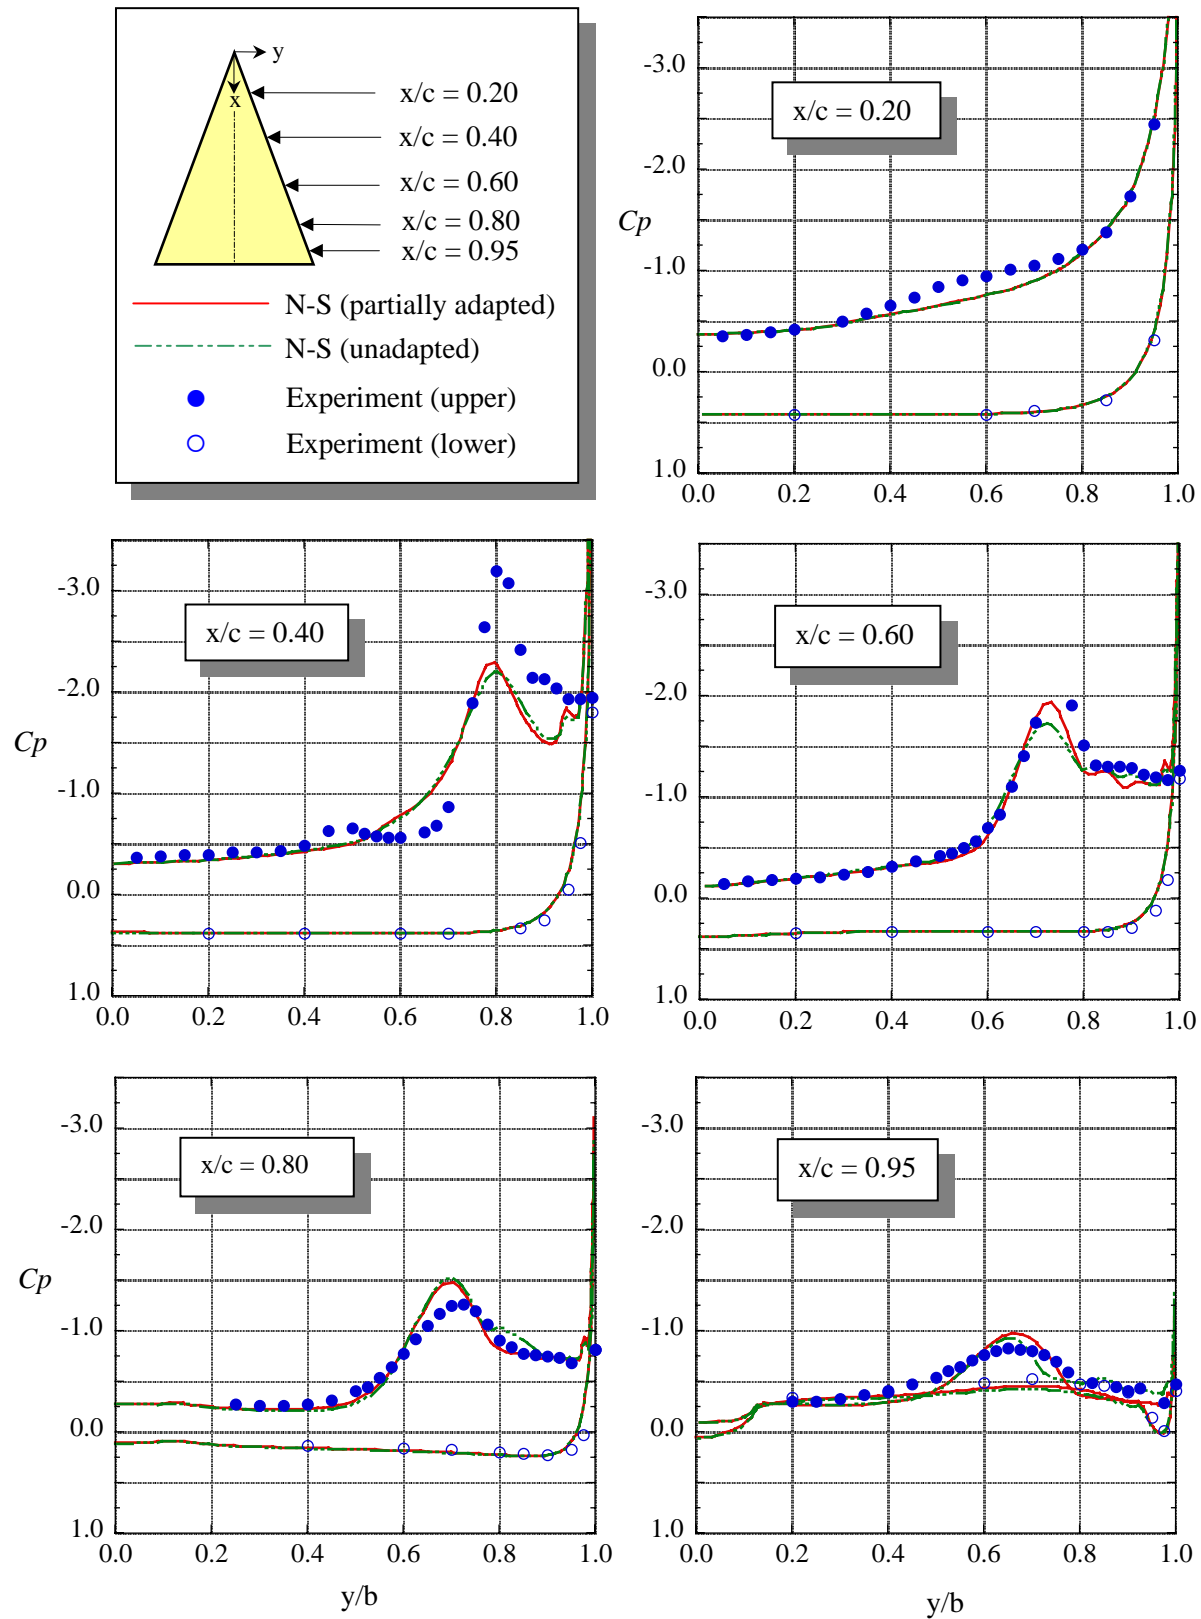 y
x
x/c = 0.20
x/c = 0.40
x/c = 0.60
x/c = 0.80
x/c = 0.95
N-S (partially adapted)
N-S (unadapted)
Experiment (upper)
Experiment (lower)
-3.0
x/c = 0.20
-2.0
Cp
-1.0
0.0
1.0
0.0 0.2 0.4 0.6 0.8 1.0
-3.0
x/c = 0.40
-2.0
Cp
-1.0
0.0
1.0
0.0 0.2 0.4 0.6 0.8 1.0
-3.0
x/c = 0.60
-2.0
-1.0
0.0
1.0
0.0 0.2 0.4 0.6 0.8 1.0
-3.0
x/c = 0.80
-2.0
Cp
-1.0
0.0
1.0
0.0 0.2 0.4 0.6 0.8 1.0
y/b
-3.0
x/c = 0.95
-2.0
-1.0
0.0
1.0
0.0 0.2 0.4 0.6 0.8 1.0
y/b